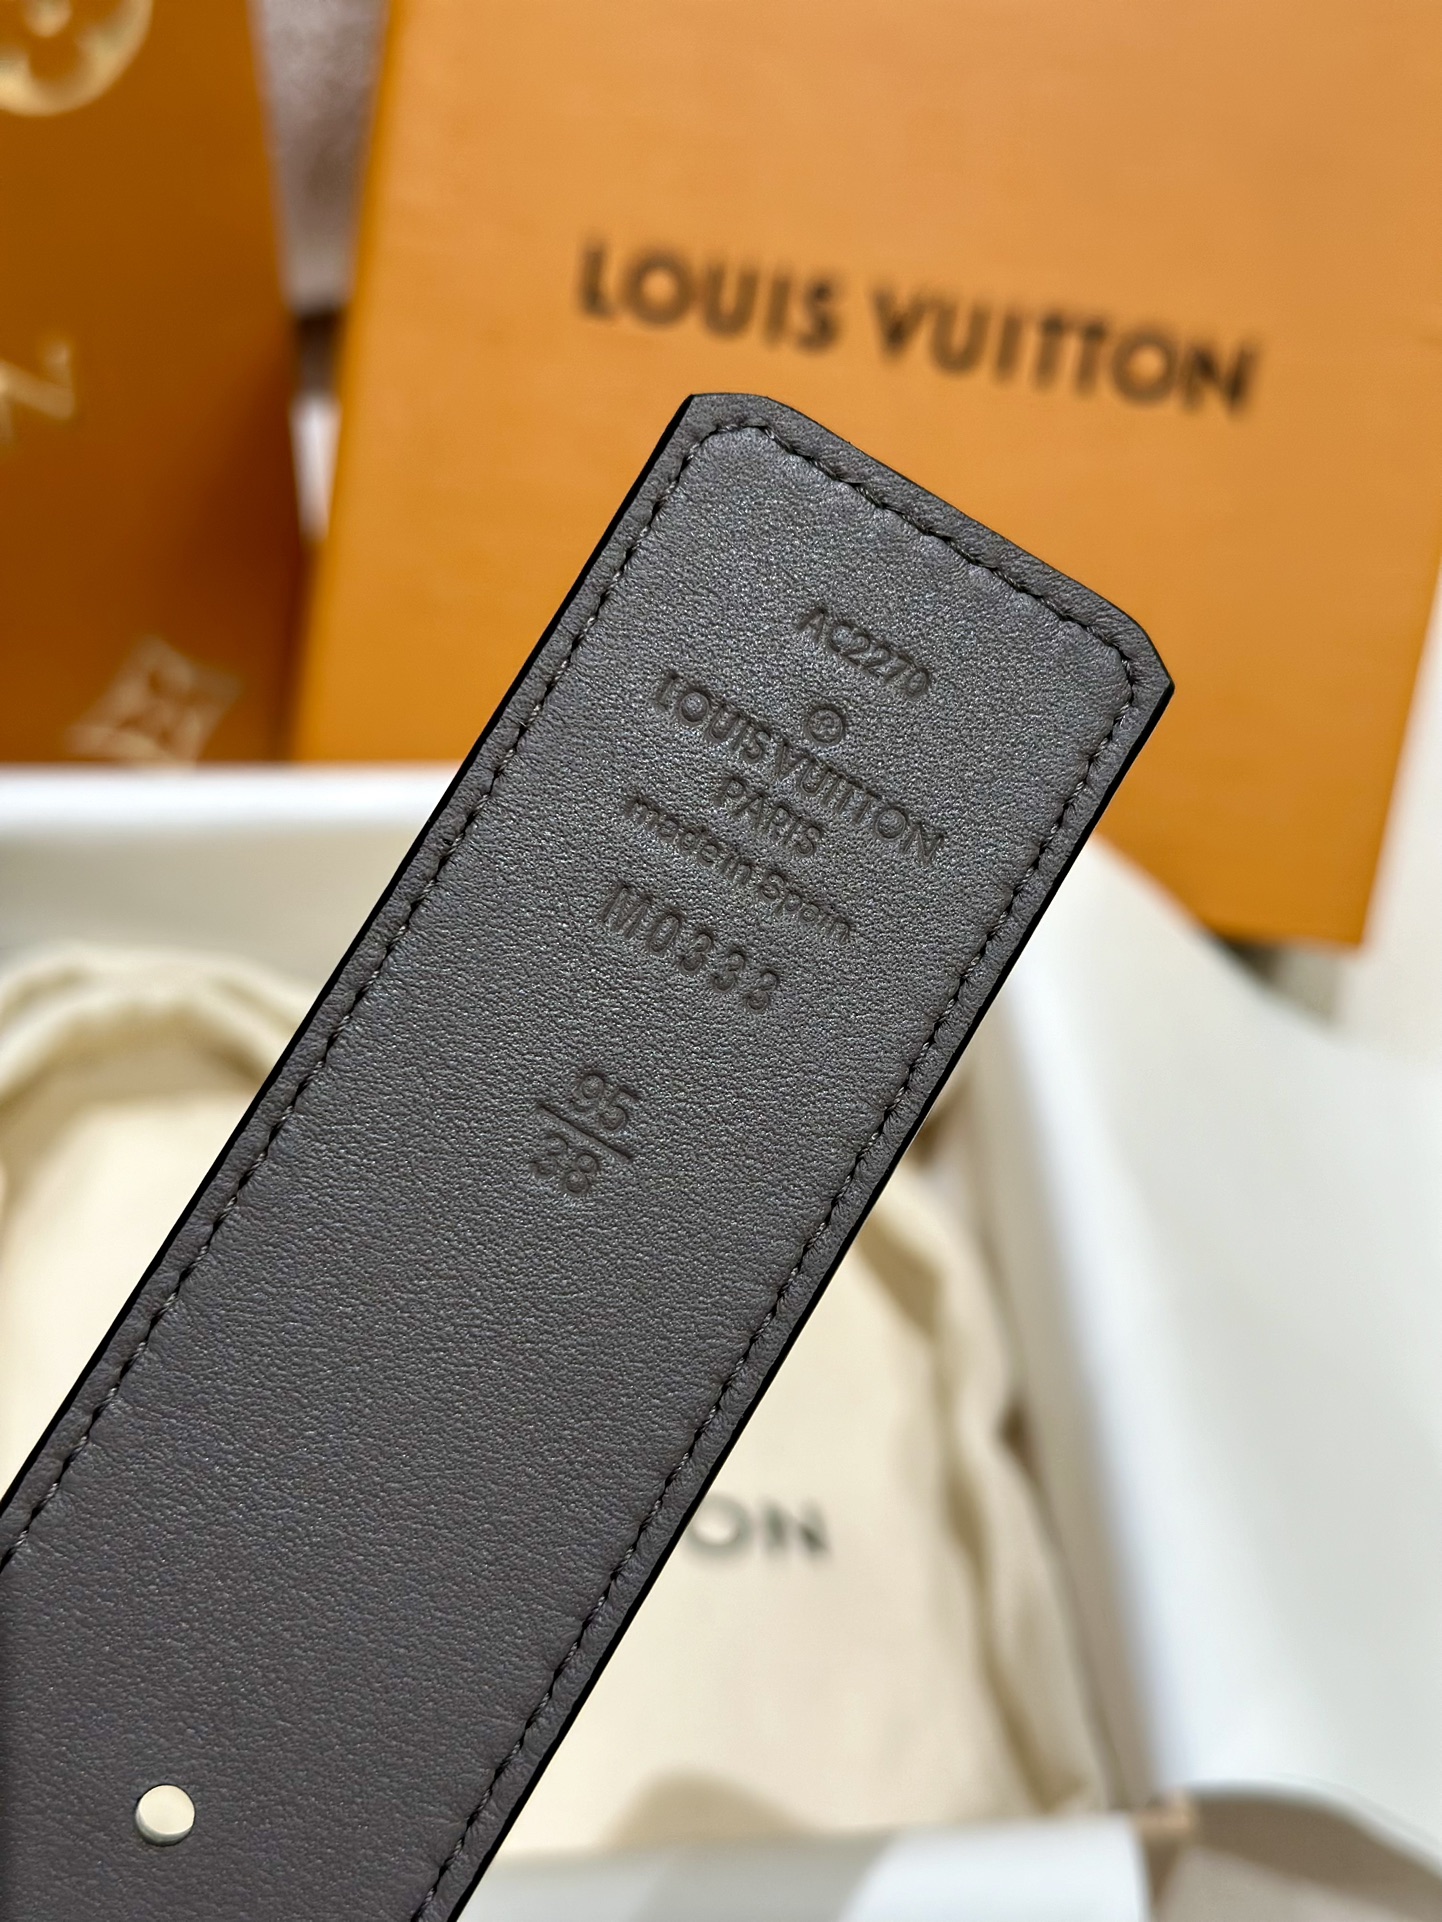 LOUIS VUITTON
AC2270
©
LOUIS VUITTON
PARIS
made in Spain
M0333
95
38
ON